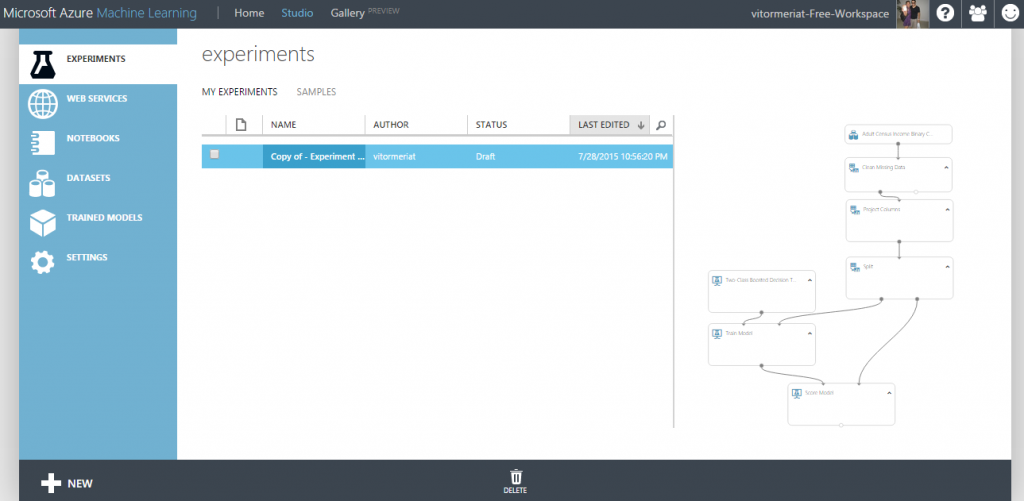 Microsoft Azure Machine Learning
Home
Studio
Gallery PREVIEW
vitormeriat-Free-Workspace
EXPERIMENTS
WEB SERVICES
NOTEBOOKS
DATASETS
TRAINED MODELS
SETTINGS
experiments
MY EXPERIMENTS
SAMPLES
NAME
AUTHOR
STATUS
LAST EDITED
Copy of - Experiment ...
vitormeriat
Draft
7/28/2015 10:56:20 PM
Adult Census Income Binary C...
Clean Missing Data
Project Columns
Split
Two-Class Boosted Decision T...
Train Model
Score Model
NEW
DELETE